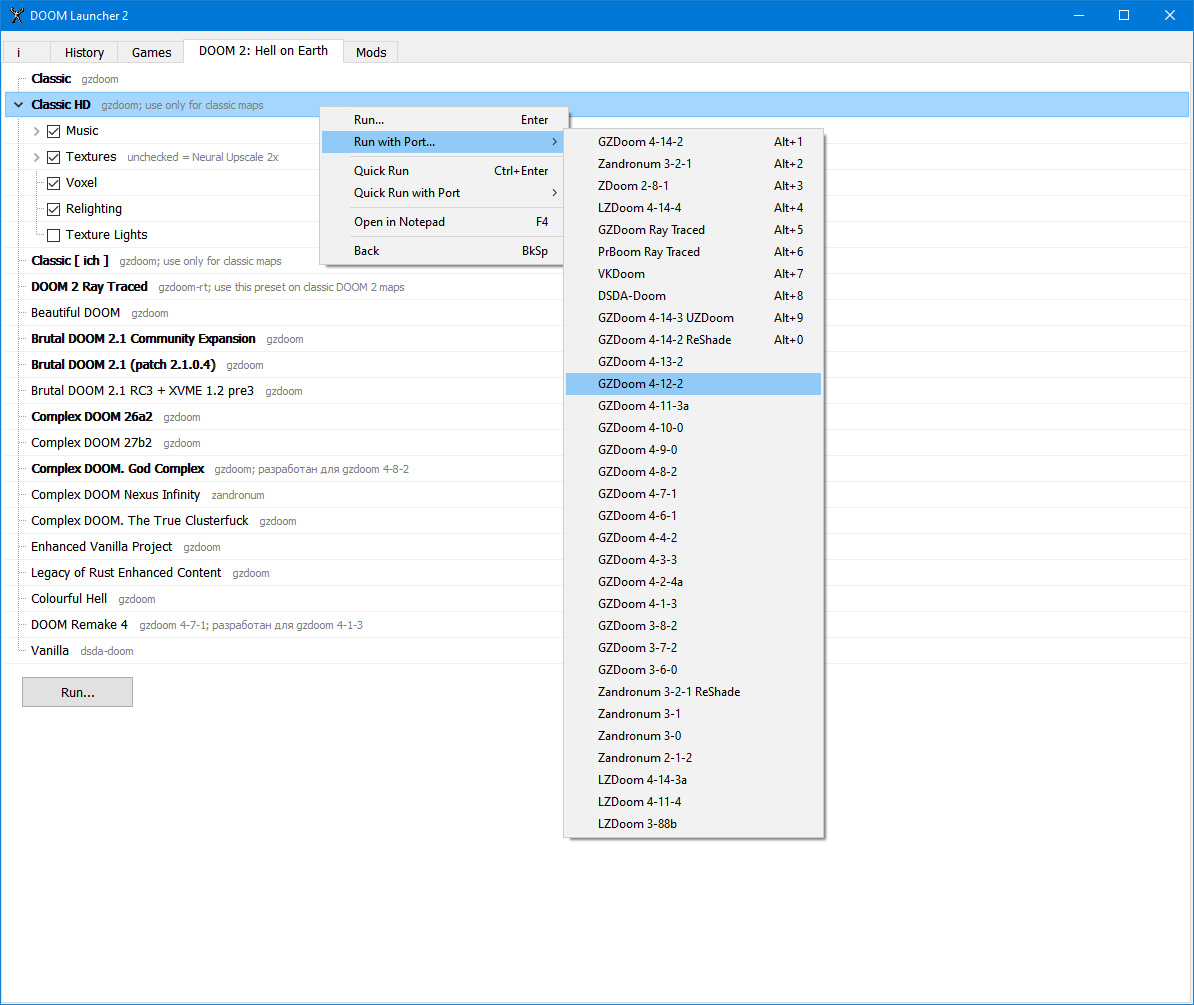 DOOM Launcher 2
i History Games DOOM 2: Hell on Earth Mods
Classic gzdoom
Classic HD gzdoom; use only for classic maps
Music
Textures unchecked = Neural Upscale 2x
Voxel
Relighting
Texture Lights
Classic [ ich ] gzdoom; use only for classic maps
DOOM 2 Ray Traced gzdoom-rt; use this preset on classic DOOM 2 maps
Beautiful DOOM gzdoom
Brutal DOOM 2.1 Community Expansion gzdoom
Brutal DOOM 2.1 (patch 2.1.0.4) gzdoom
Brutal DOOM 2.1 RC3 + XVME 1.2 pre3 gzdoom
Complex DOOM 26a2 gzdoom
Complex DOOM 27b2 gzdoom
Complex DOOM. God Complex gzdoom; разработан для gzdoom 4-8-2
Complex DOOM Nexus Infinity zandronum
Complex DOOM. The True Clusterfuck gzdoom
Enhanced Vanilla Project gzdoom
Legacy of Rust Enhanced Content gzdoom
Colourful Hell gzdoom
DOOM Remake 4 gzdoom 4-7-1; разработан для gzdoom 4-1-3
Vanilla dsda-doom
Run...
Run... Enter
Run with Port...
Quick Run Ctrl+Enter
Quick Run with Port
Open in Notepad F4
Back BkSp
GZDoom 4-14-2 Alt+1
Zandronum 3-2-1 Alt+2
ZDoom 2-8-1 Alt+3
LZDoom 4-14-4 Alt+4
GZDoom Ray Traced Alt+5
PrBoom Ray Traced Alt+6
VKDoom Alt+7
DSDA-Doom Alt+8
GZDoom 4-14-3 UZDoom Alt+9
GZDoom 4-14-2 ReShade Alt+0
GZDoom 4-13-2
GZDoom 4-12-2
GZDoom 4-11-3a
GZDoom 4-10-0
GZDoom 4-9-0
GZDoom 4-8-2
GZDoom 4-7-1
GZDoom 4-6-1
GZDoom 4-4-2
GZDoom 4-3-3
GZDoom 4-2-4a
GZDoom 4-1-3
GZDoom 3-8-2
GZDoom 3-7-2
GZDoom 3-6-0
Zandronum 3-2-1 ReShade
Zandronum 3-1
Zandronum 3-0
Zandronum 2-1-2
LZDoom 4-14-3a
LZDoom 4-11-4
LZDoom 3-88b